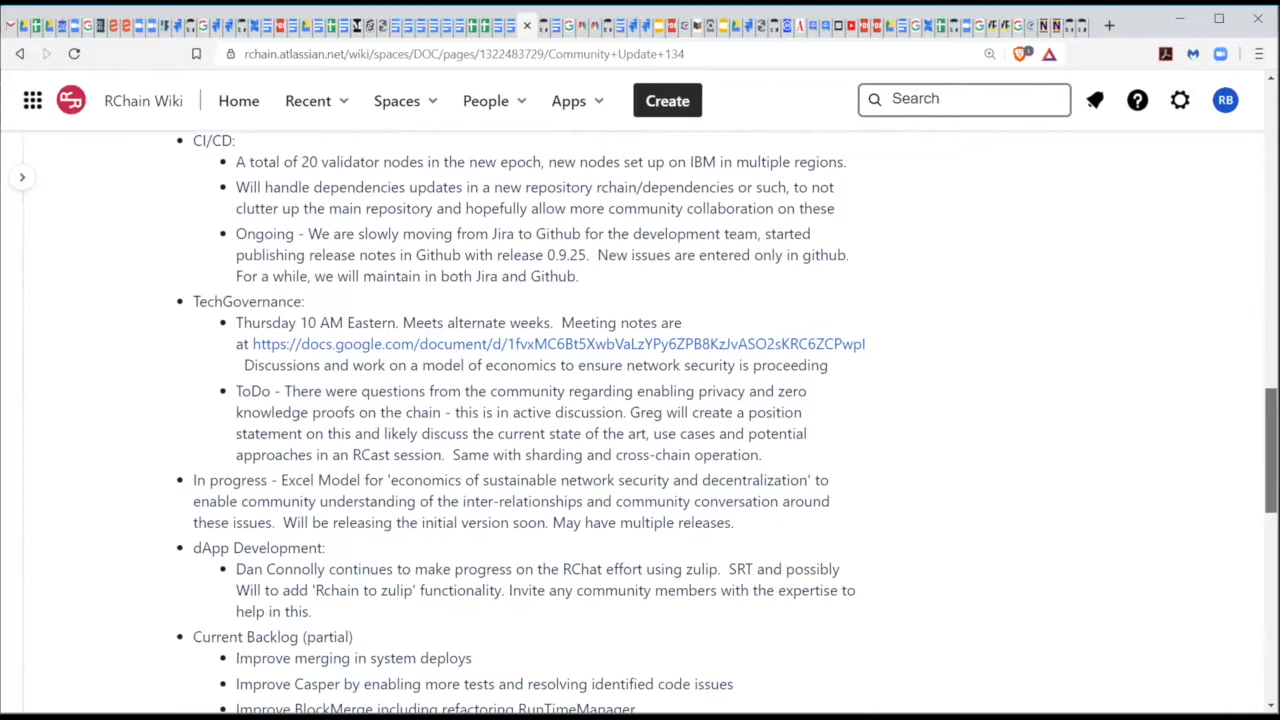 rchain.atlassian.net/wiki/spaces/DOC/pages/1322483729/Community+Update+134
RChain Wiki
Home
Recent
Spaces
People
Apps
Create
Search
RB
CI/CD:
A total of 20 validator nodes in the new epoch, new nodes set up on IBM in multiple regions.
Will handle dependencies updates in a new repository rchain/dependencies or such, to not
clutter up the main repository and hopefully allow more community collaboration on these
Ongoing - We are slowly moving from Jira to Github for the development team, started
publishing release notes in Github with release 0.9.25.  New issues are entered only in github.
For a while, we will maintain in both Jira and Github.
TechGovernance:
Thursday 10 AM Eastern. Meets alternate weeks.  Meeting notes are
at https://docs.google.com/document/d/1fvxMC6Bt5XwbVaLzYPy6ZPB8KzJvASO2sKRC6ZCPwpI
Discussions and work on a model of economics to ensure network security is proceeding
ToDo - There were questions from the community regarding enabling privacy and zero
knowledge proofs on the chain - this is in active discussion. Greg will create a position
statement on this and likely discuss the current state of the art, use cases and potential
approaches in an RCast session.  Same with sharding and cross-chain operation.
In progress - Excel Model for 'economics of sustainable network security and decentralization' to
enable community understanding of the inter-relationships and community conversation around
these issues.  Will be releasing the initial version soon. May have multiple releases.
dApp Development:
Dan Connolly continues to make progress on the RChat effort using zulip.  SRT and possibly
Will to add 'Rchain to zulip' functionality. Invite any community members with the expertise to
help in this.
Current Backlog (partial)
Improve merging in system deploys
Improve Casper by enabling more tests and resolving identified code issues
Improve BlockMerge including refactoring RunTimeManager